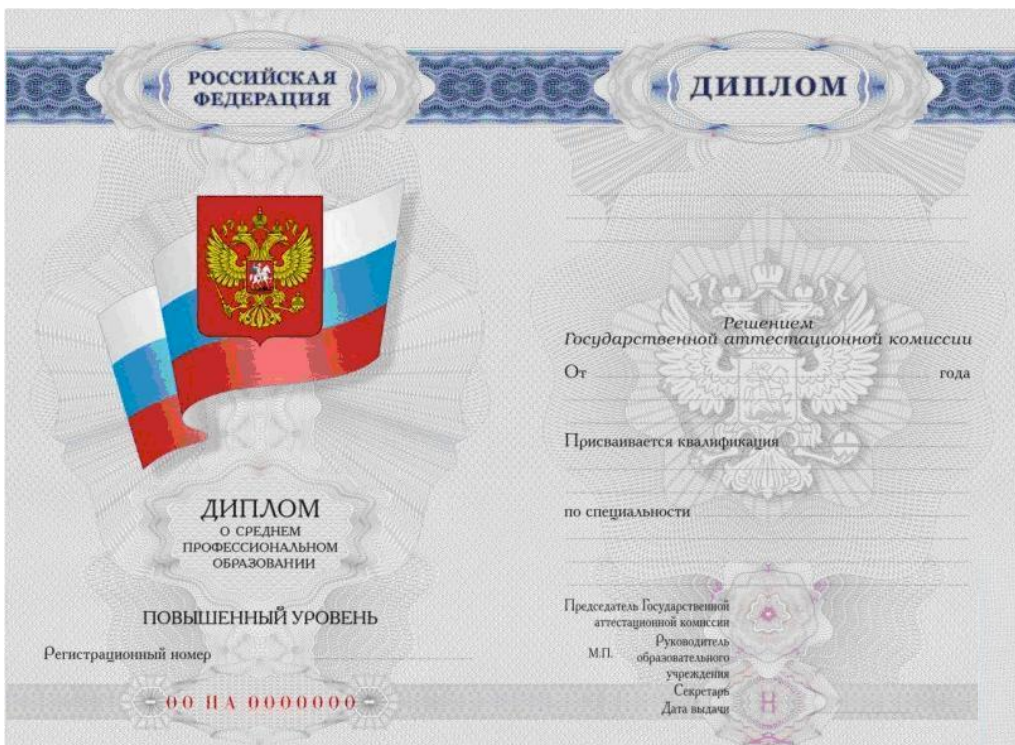 РОССИЙСКАЯ
ФЕДЕРАЦИЯ
ДИПЛОМ
О СРЕДНЕМ
ПРОФЕССИОНАЛЬНОМ
ОБРАЗОВАНИИ
ПОВЫШЕННЫЙ УРОВЕНЬ
Регистрационный номер
00 ПА 0000000
ДИПЛОМ
Решением
Государственной аттестационной комиссии
От года
Присваивается квалификация
по специальности
Председатель Государственной
аттестационной комиссии
Руководитель
М.П. образовательного
учреждения
Секретарь
Дата выдачи
Н